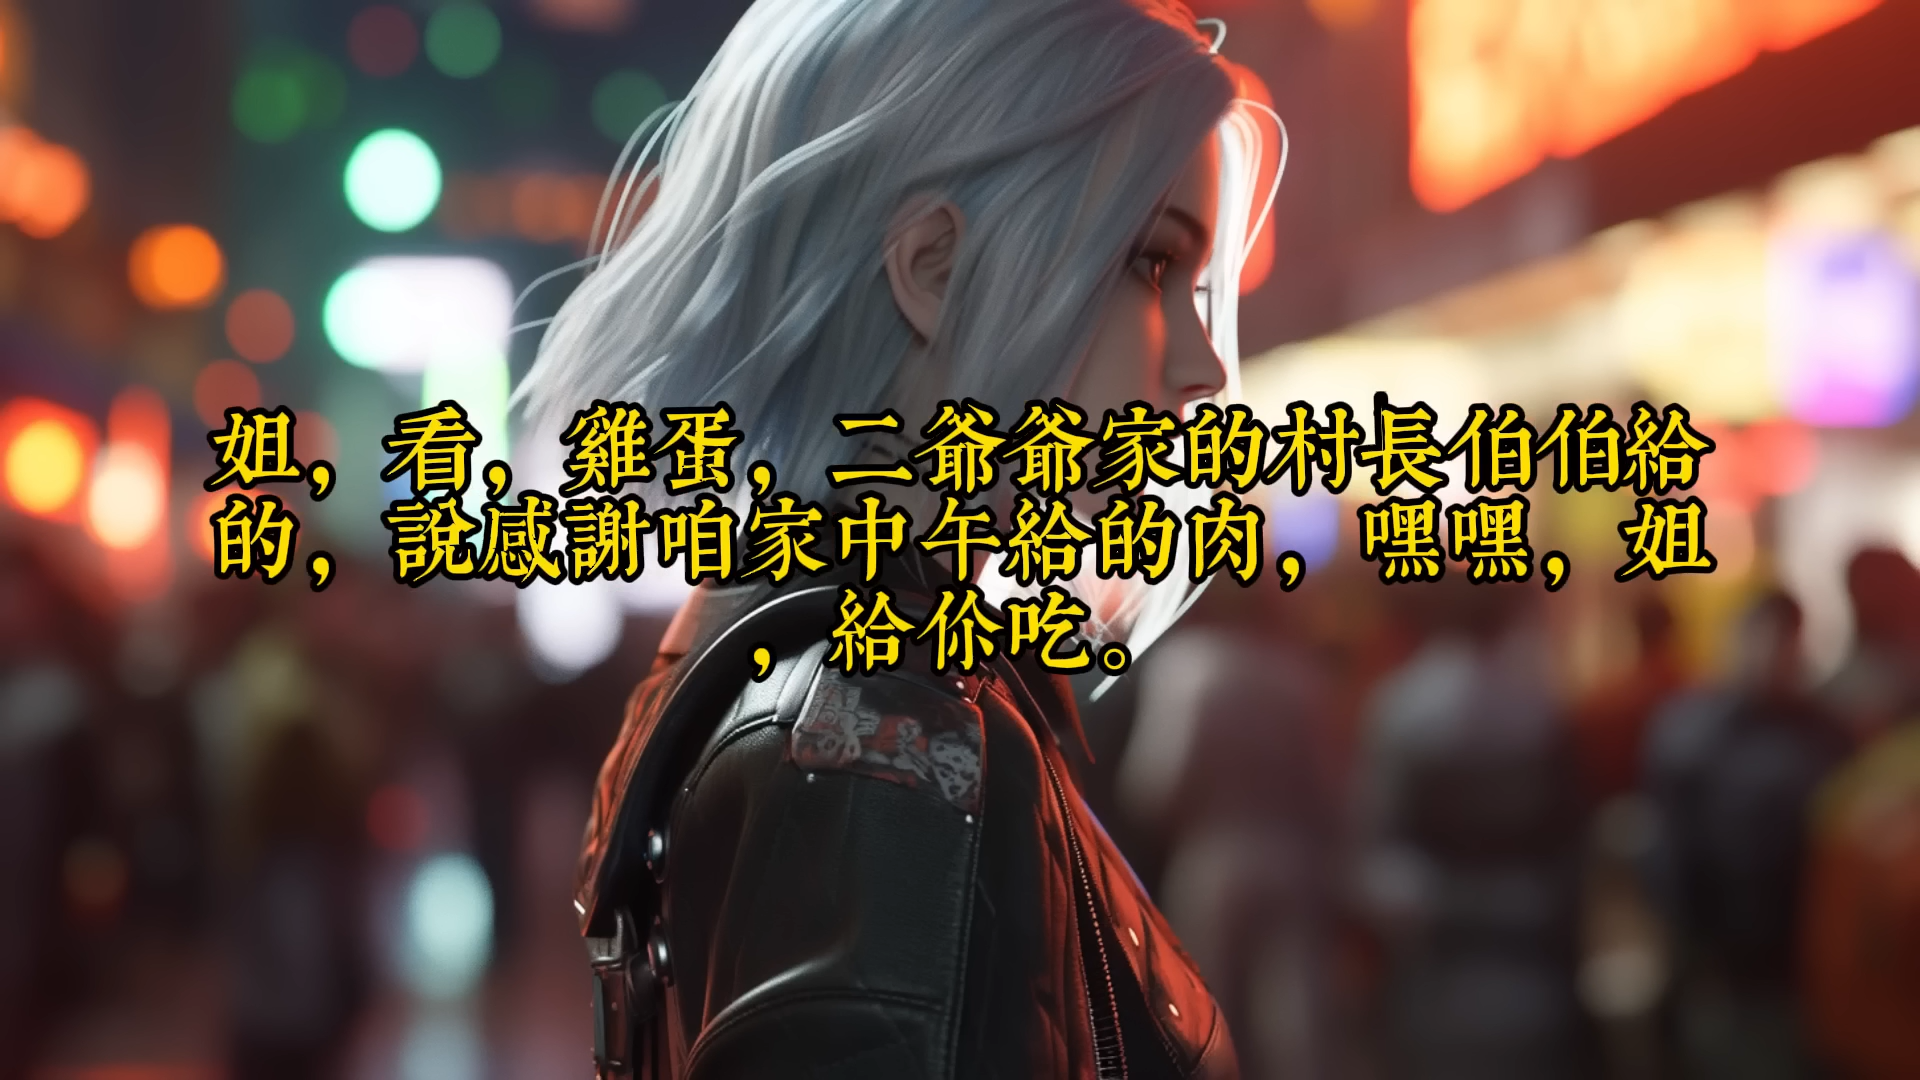 姐，看，雞蛋，二爺爺家的村長伯伯給
的，說感謝咱家中午給的肉，嘿嘿，姐
，給你吃。